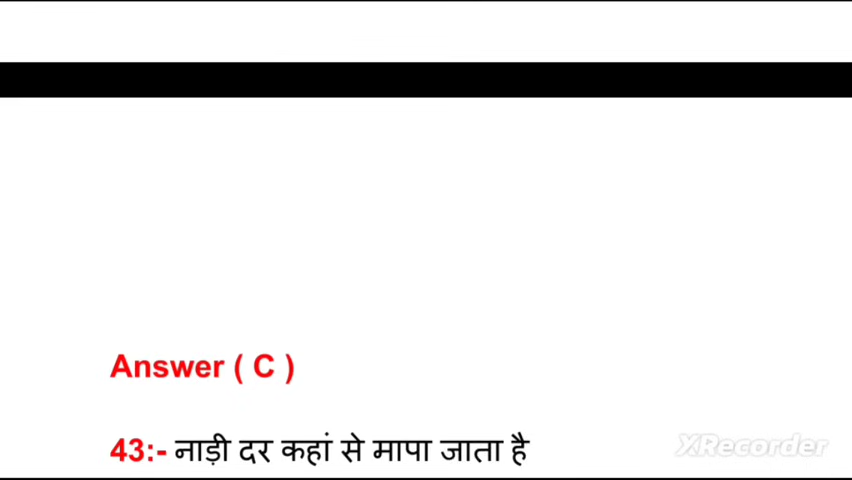 Answer ( C )
43:- नाड़ी दर कहां से मापा जाता है
XRecorder